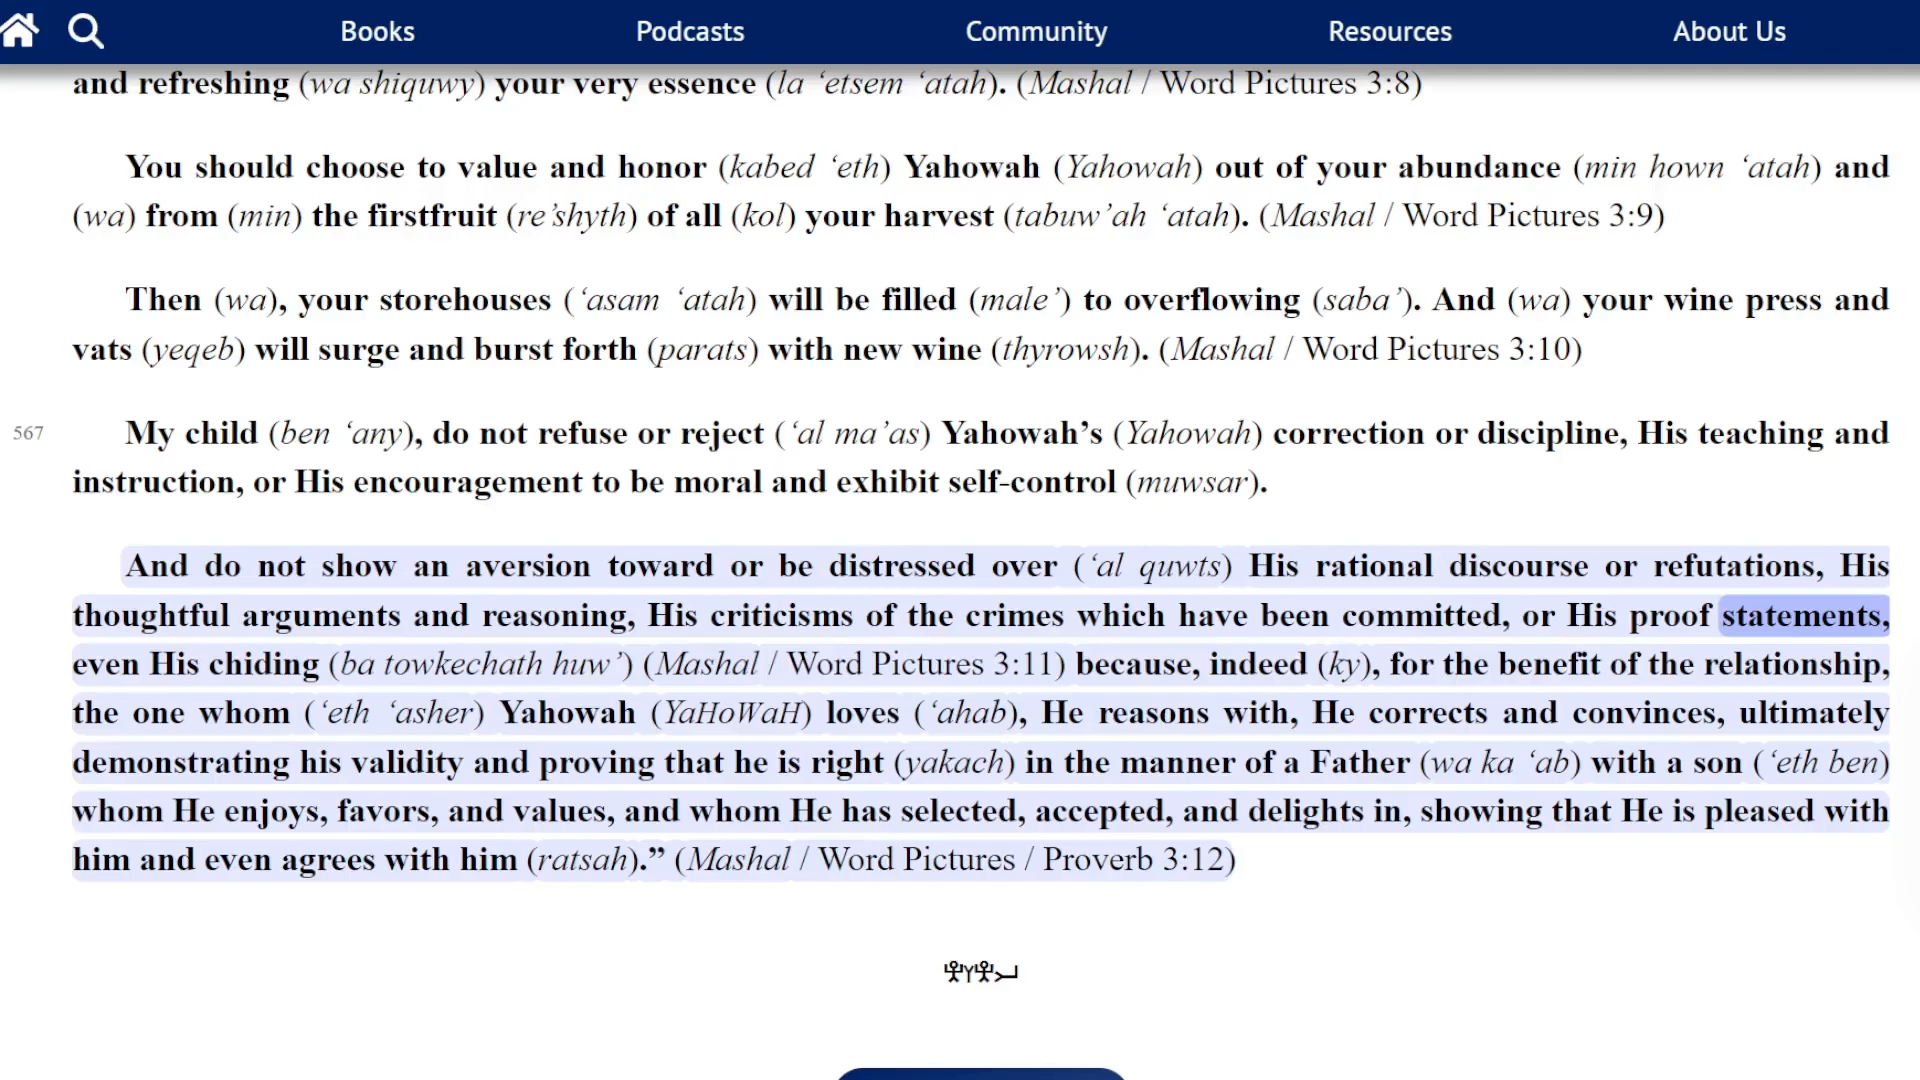 Books Podcasts Community Resources About Us
and refreshing (wa shiquwy) your very essence (la ‘etsem ‘atah). (Mashal / Word Pictures 3:8)
You should choose to value and honor (kabed ‘eth) Yahowah (Yahowah) out of your abundance (min hown ‘atah) and
(wa) from (min) the firstfruit (re’shyth) of all (kol) your harvest (tabuw’ah ‘atah). (Mashal / Word Pictures 3:9)
Then (wa), your storehouses (‘asam ‘atah) will be filled (male’) to overflowing (saba’). And (wa) your wine press and
vats (yeqeb) will surge and burst forth (parats) with new wine (thyrowsh). (Mashal / Word Pictures 3:10)
567 My child (ben ‘any), do not refuse or reject (‘al ma’as) Yahowah’s (Yahowah) correction or discipline, His teaching and
instruction, or His encouragement to be moral and exhibit self-control (muwsar).
And do not show an aversion toward or be distressed over (‘al quwts) His rational discourse or refutations, His
thoughtful arguments and reasoning, His criticisms of the crimes which have been committed, or His proof statements,
even His chiding (ba towkechath huw’) (Mashal / Word Pictures 3:11) because, indeed (ky), for the benefit of the relationship,
the one whom (‘eth ‘asher) Yahowah (YaHoWaH) loves (‘ahab), He reasons with, He corrects and convinces, ultimately
demonstrating his validity and proving that he is right (yakach) in the manner of a Father (wa ka ‘ab) with a son (‘eth ben)
whom He enjoys, favors, and values, and whom He has selected, accepted, and delights in, showing that He is pleased with
him and even agrees with him (ratsah).” (Mashal / Word Pictures / Proverb 3:12)